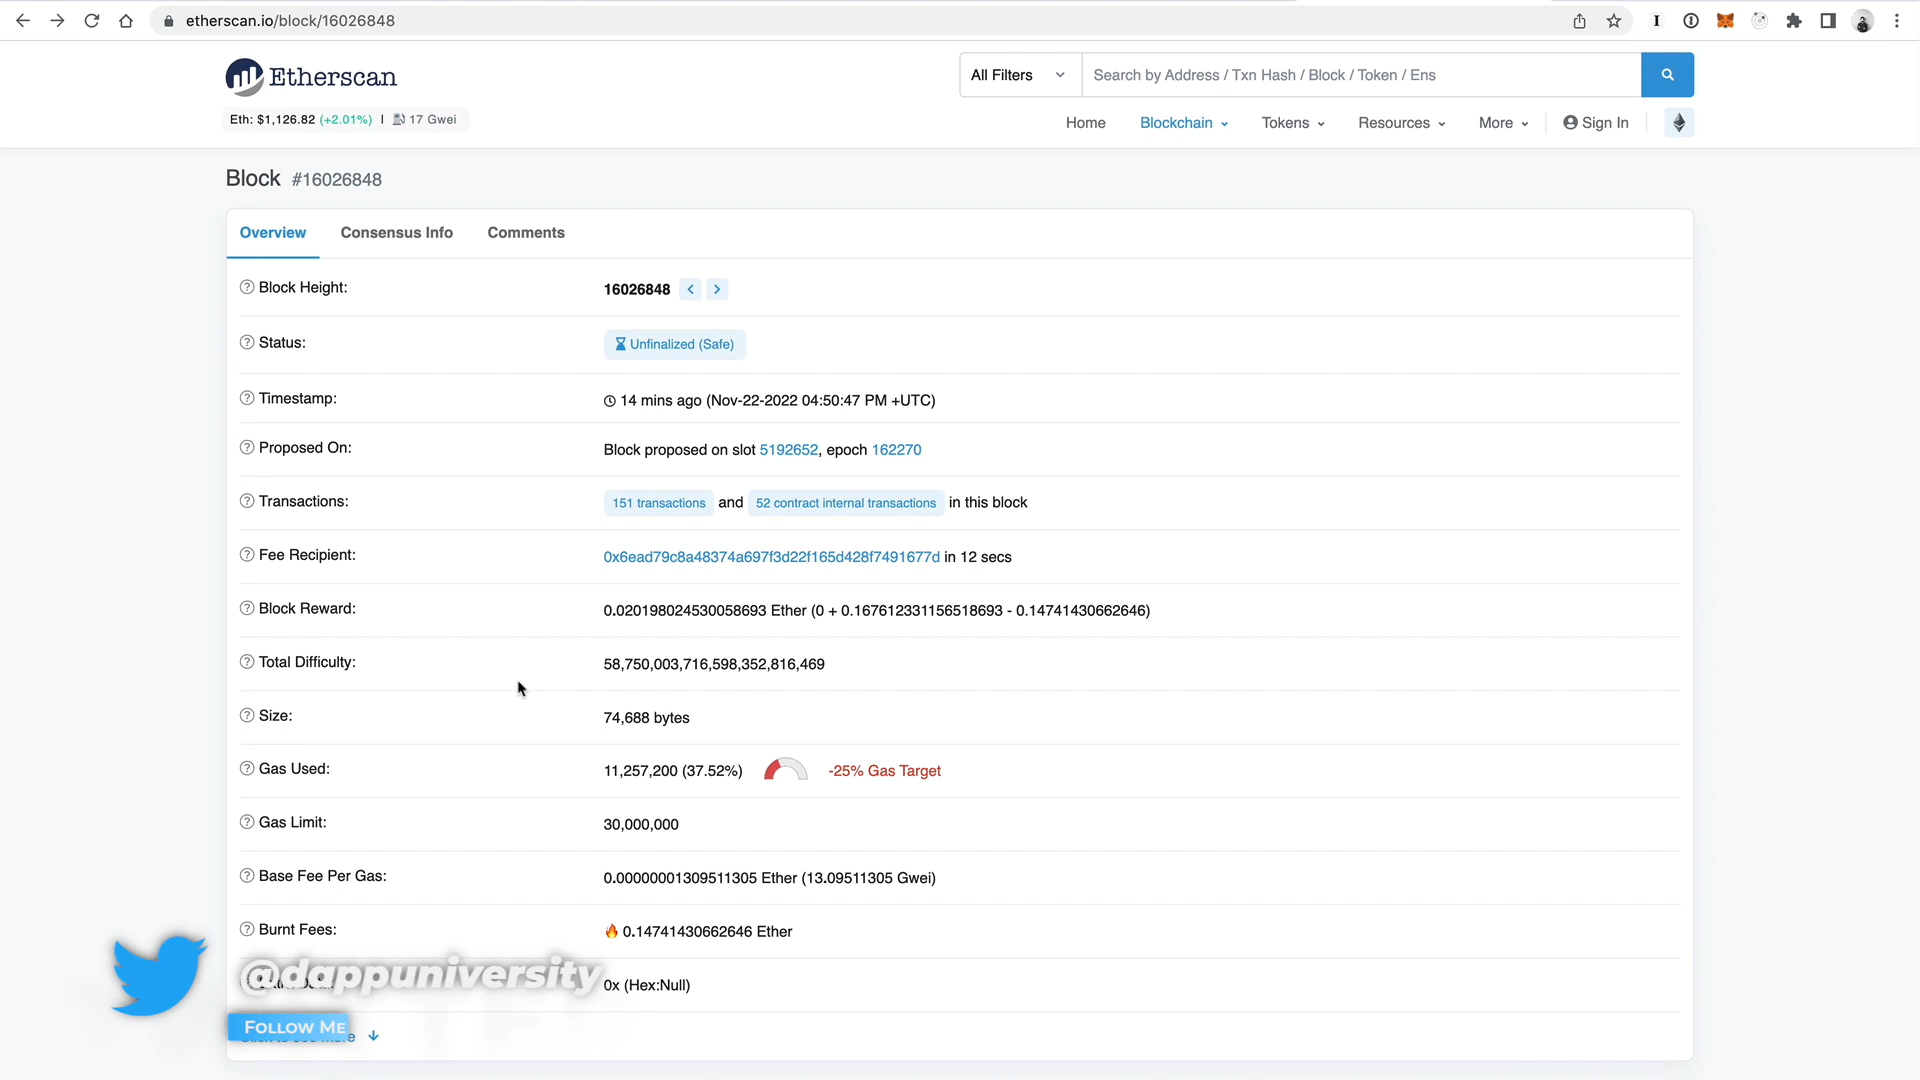 etherscan.io/block/16026848
Etherscan
All Filters
Search by Address / Txn Hash / Block / Token / Ens
Eth: $1,126.82 (+2.01%) | 17 Gwei
Home Blockchain Tokens Resources More Sign In
Block #16026848
Overview Consensus Info Comments
Block Height: 16026848
Status: Unfinalized (Safe)
Timestamp: 14 mins ago (Nov-22-2022 04:50:47 PM +UTC)
Proposed On: Block proposed on slot 5192652, epoch 162270
Transactions: 151 transactions and 52 contract internal transactions in this block
Fee Recipient: 0x6ead79c8a48374a697f3d22f165d428f7491677d in 12 secs
Block Reward: 0.020198024530058693 Ether (0 + 0.167612331156518693 - 0.14741430662646)
Total Difficulty: 58,750,003,716,598,352,816,469
Size: 74,688 bytes
Gas Used: 11,257,200 (37.52%) -25% Gas Target
Gas Limit: 30,000,000
Base Fee Per Gas: 0.00000001309511305 Ether (13.09511305 Gwei)
Burnt Fees: 0.14741430662646 Ether
@dappuniversity
0x (Hex:Null)
FOLLOW ME